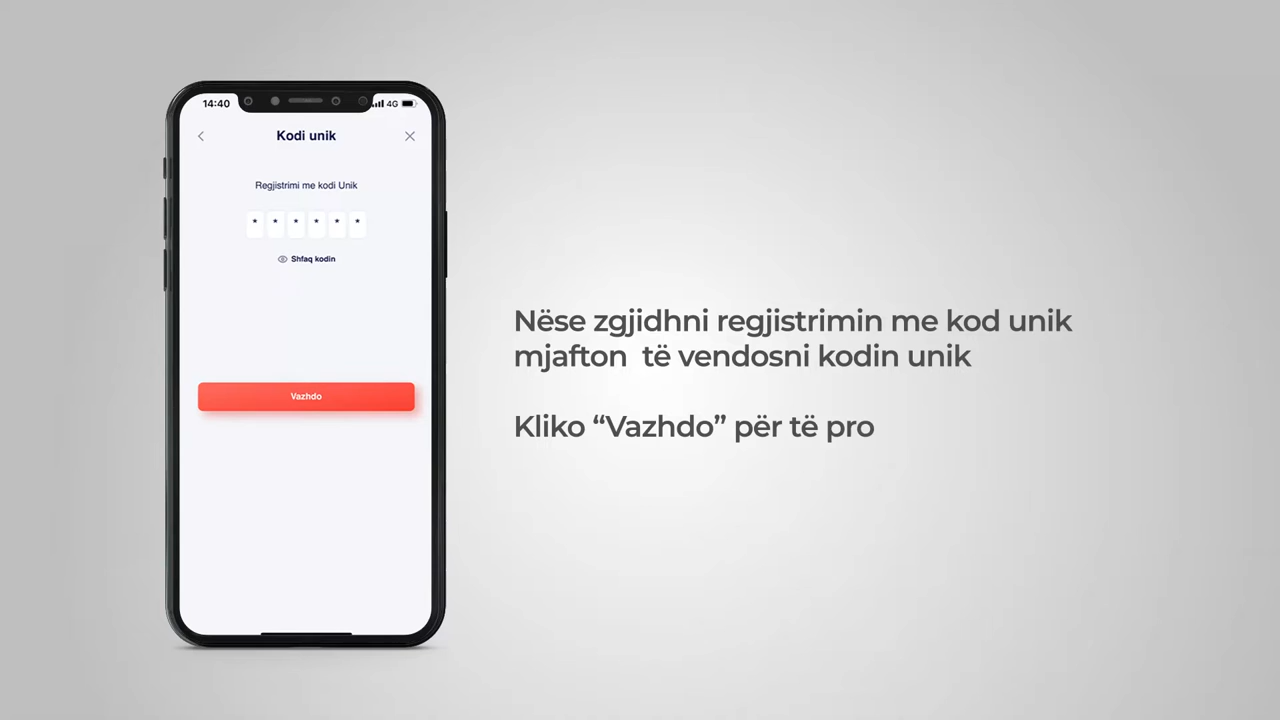 14:40
4G
Kodi unik
Regjistrimi me kodi Unik
* * * * * *
Shfaq kodin
Vazhdo
Nëse zgjidhni regjistrimin me kod unik
mjafton  të vendosni kodin unik
Kliko “Vazhdo” për të pro